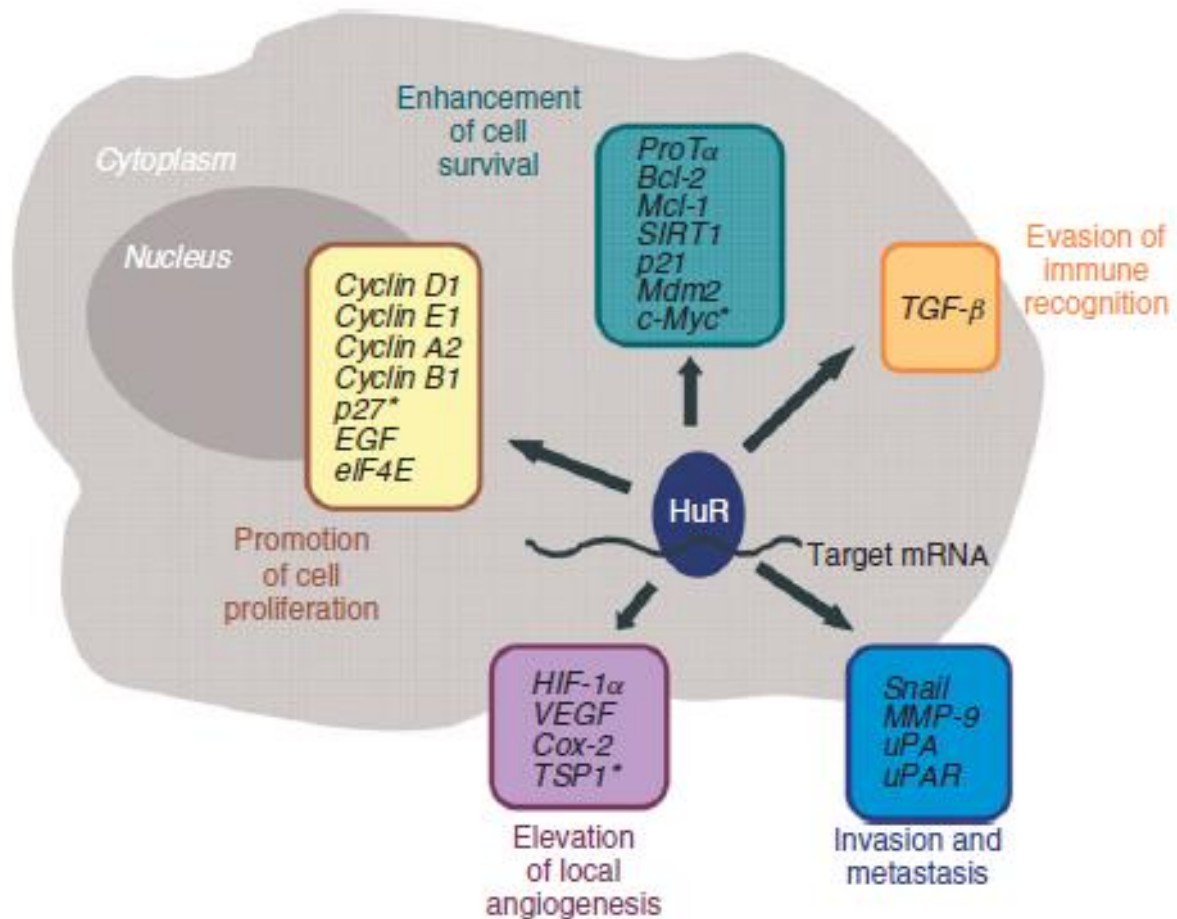 Enhancement
of cell
survival
Cytoplasm
Nucleus
ProTα
Bcl-2
Mcl-1
SIRT1
p21
Mdm2
c-Myc*
Evasion of
immune
recognition
TGF-β
Cyclin D1
Cyclin E1
Cyclin A2
Cyclin B1
p27*
EGF
eIF4E
Promotion
of cell
proliferation
HuR
Target mRNA
HIF-1α
VEGF
Cox-2
TSP1*
Elevation
of local
angiogenesis
Snail
MMP-9
uPA
uPAR
Invasion and
metastasis